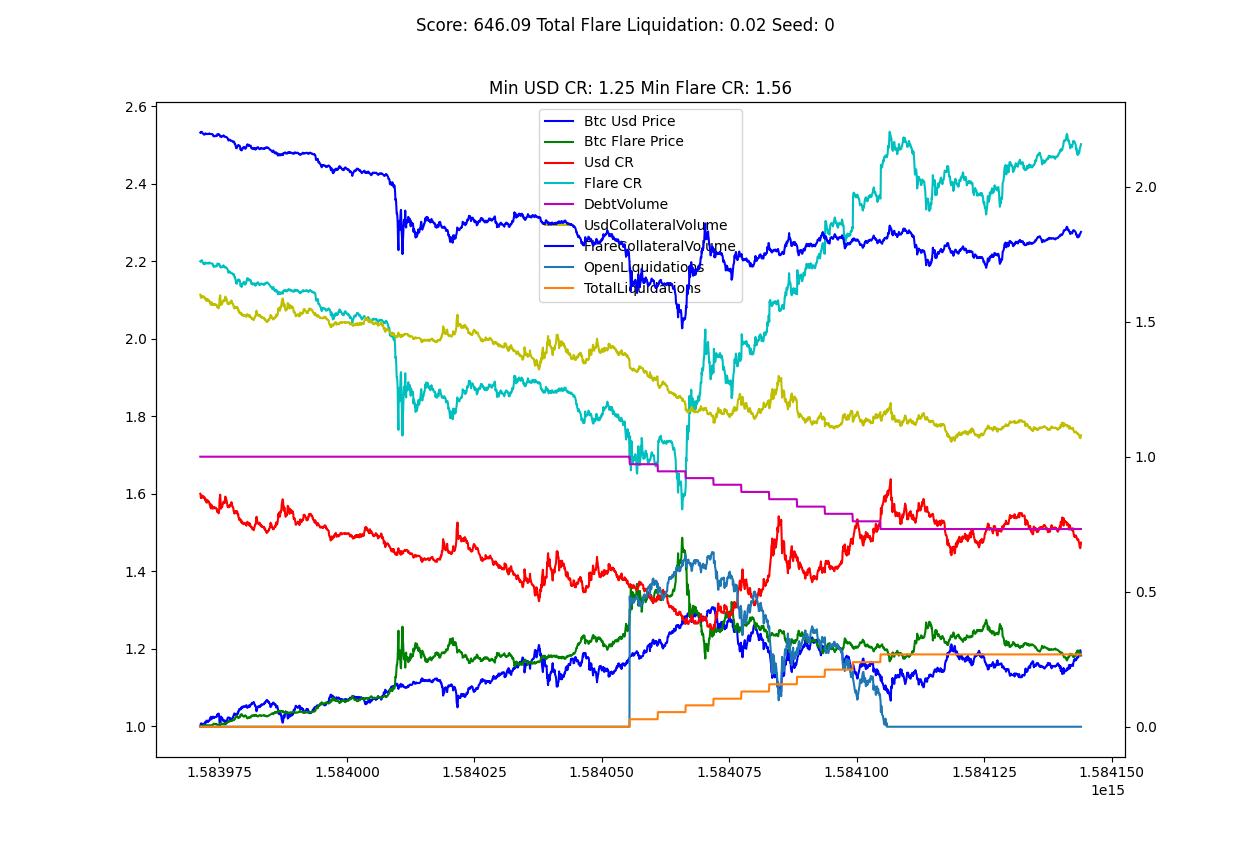 Score: 646.09 Total Flare Liquidation: 0.02 Seed: 0
Min USD CR: 1.25 Min Flare CR: 1.56
Btc Usd Price
Btc Flare Price
Usd CR
Flare CR
DebtVolume
UsdCollateralVolume
FlareCollateralVolume
OpenLiquidations
TotalLiquidations
2.6
2.4
2.2
2.0
1.8
1.6
1.4
1.2
1.0
2.0
1.5
1.0
0.5
0.0
1.583975 1.584000 1.584025 1.584050 1.584075 1.584100 1.584125 1.584150
1e15